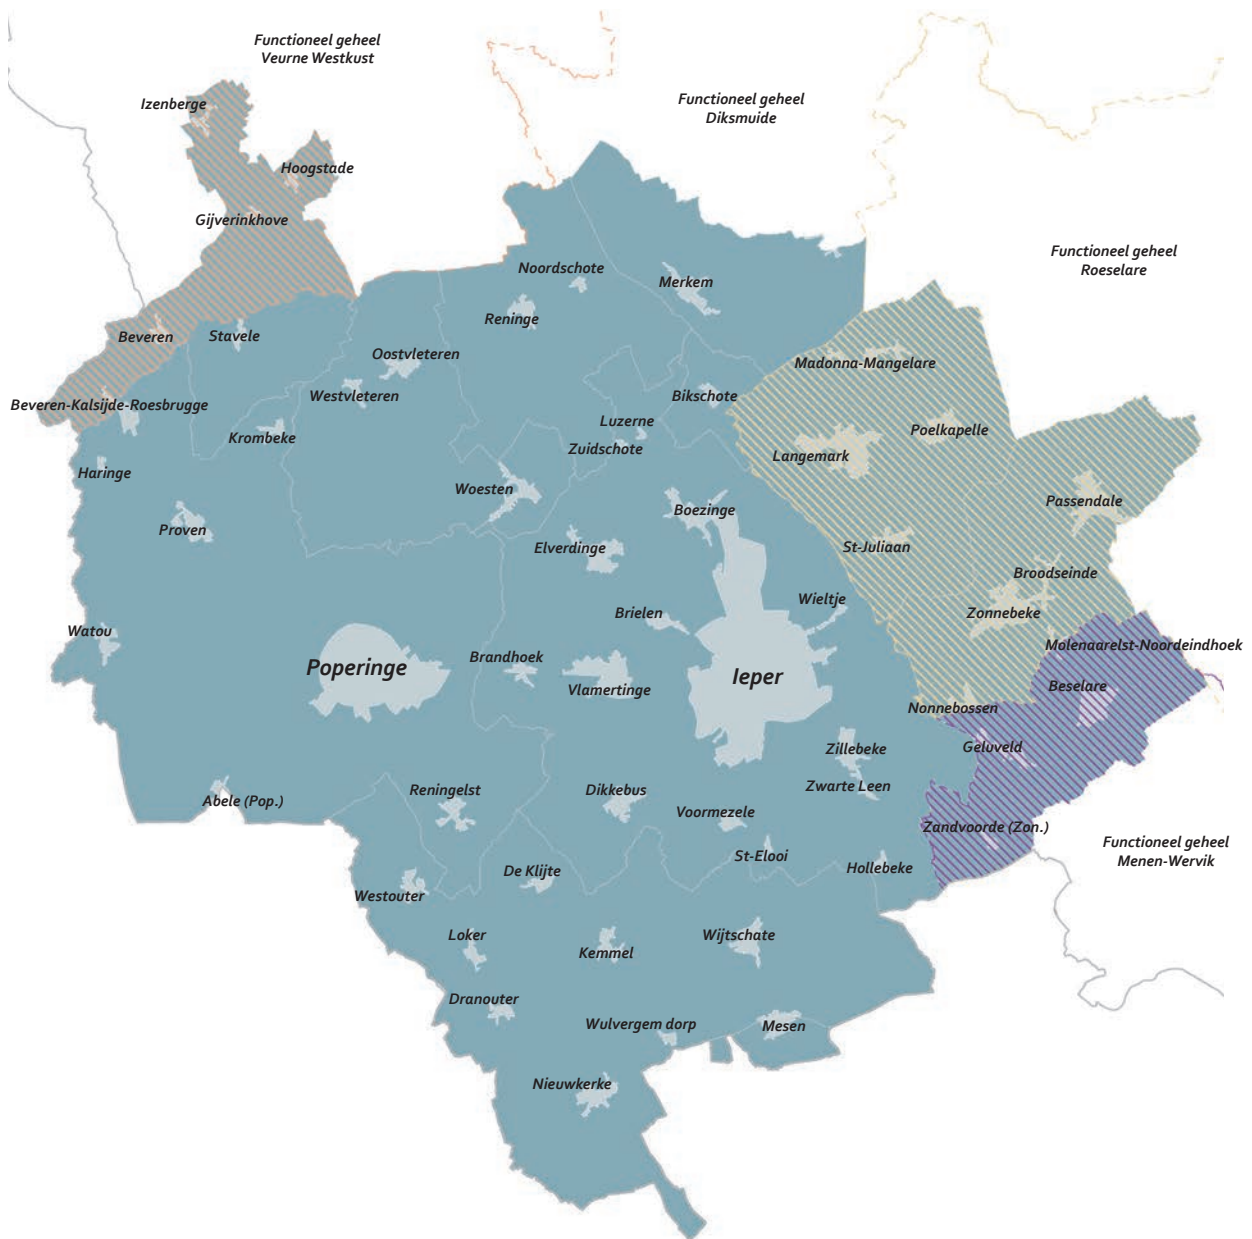 Functioneel geheel
Veurne Westkust
Functioneel geheel
Diksmuide
Izenberge
Hoogstade
Gijverinkhove
Functioneel geheel
Roeselare
Noordschote
Merkem
Reninge
Beveren
Stavele
Oostvleteren
Madonna-Mangelare
Westvleteren
Bikschote
Beveren-Kalsijde-Roesbrugge
Luzerne
Poelkapelle
Krombeke
Zuidschote
Langemark
Haringe
Woesten
Passendale
Boezinge
Proven
Elverdinge
St-Juliaan
Broodseinde
Wieltje
Brielen
Zonnebeke
Watou
Molenaarelst-Noordeindhoek
Brandhoek
Poperinge
Ieper
Vlamertinge
Beselare
Nonnebossen
Geluveld
Zillebeke
Zwarte Leen
Abele (Pop.)
Reningelst
Dikkebus
Voormezele
Zandvoorde (Zon.)
Functioneel geheel
Menen-Wervik
St-Elooi
Hollebeke
De Klijte
Westouter
Loker
Kemmel
Wijtschate
Dranouter
Wulvergem dorp
Mesen
Nieuwkerke